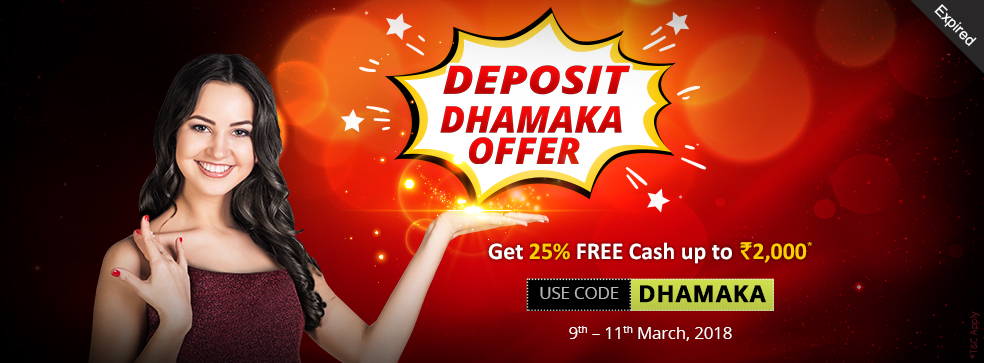 Expired
DEPOSIT
DHAMAKA
OFFER
Get 25% FREE Cash up to ₹2,000*
USE CODE DHAMAKA
9th – 11th March, 2018
*T&C Apply